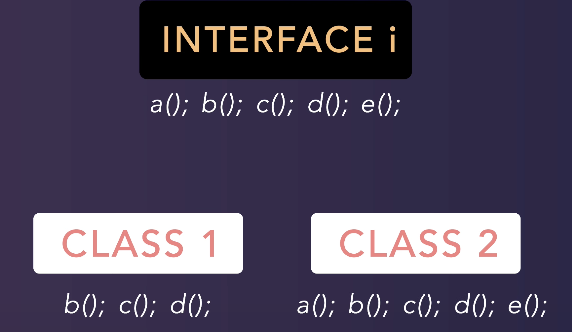 INTERFACE i
a(); b(); c(); d(); e();
CLASS 1
b(); c(); d();
CLASS 2
a(); b(); c(); d(); e();